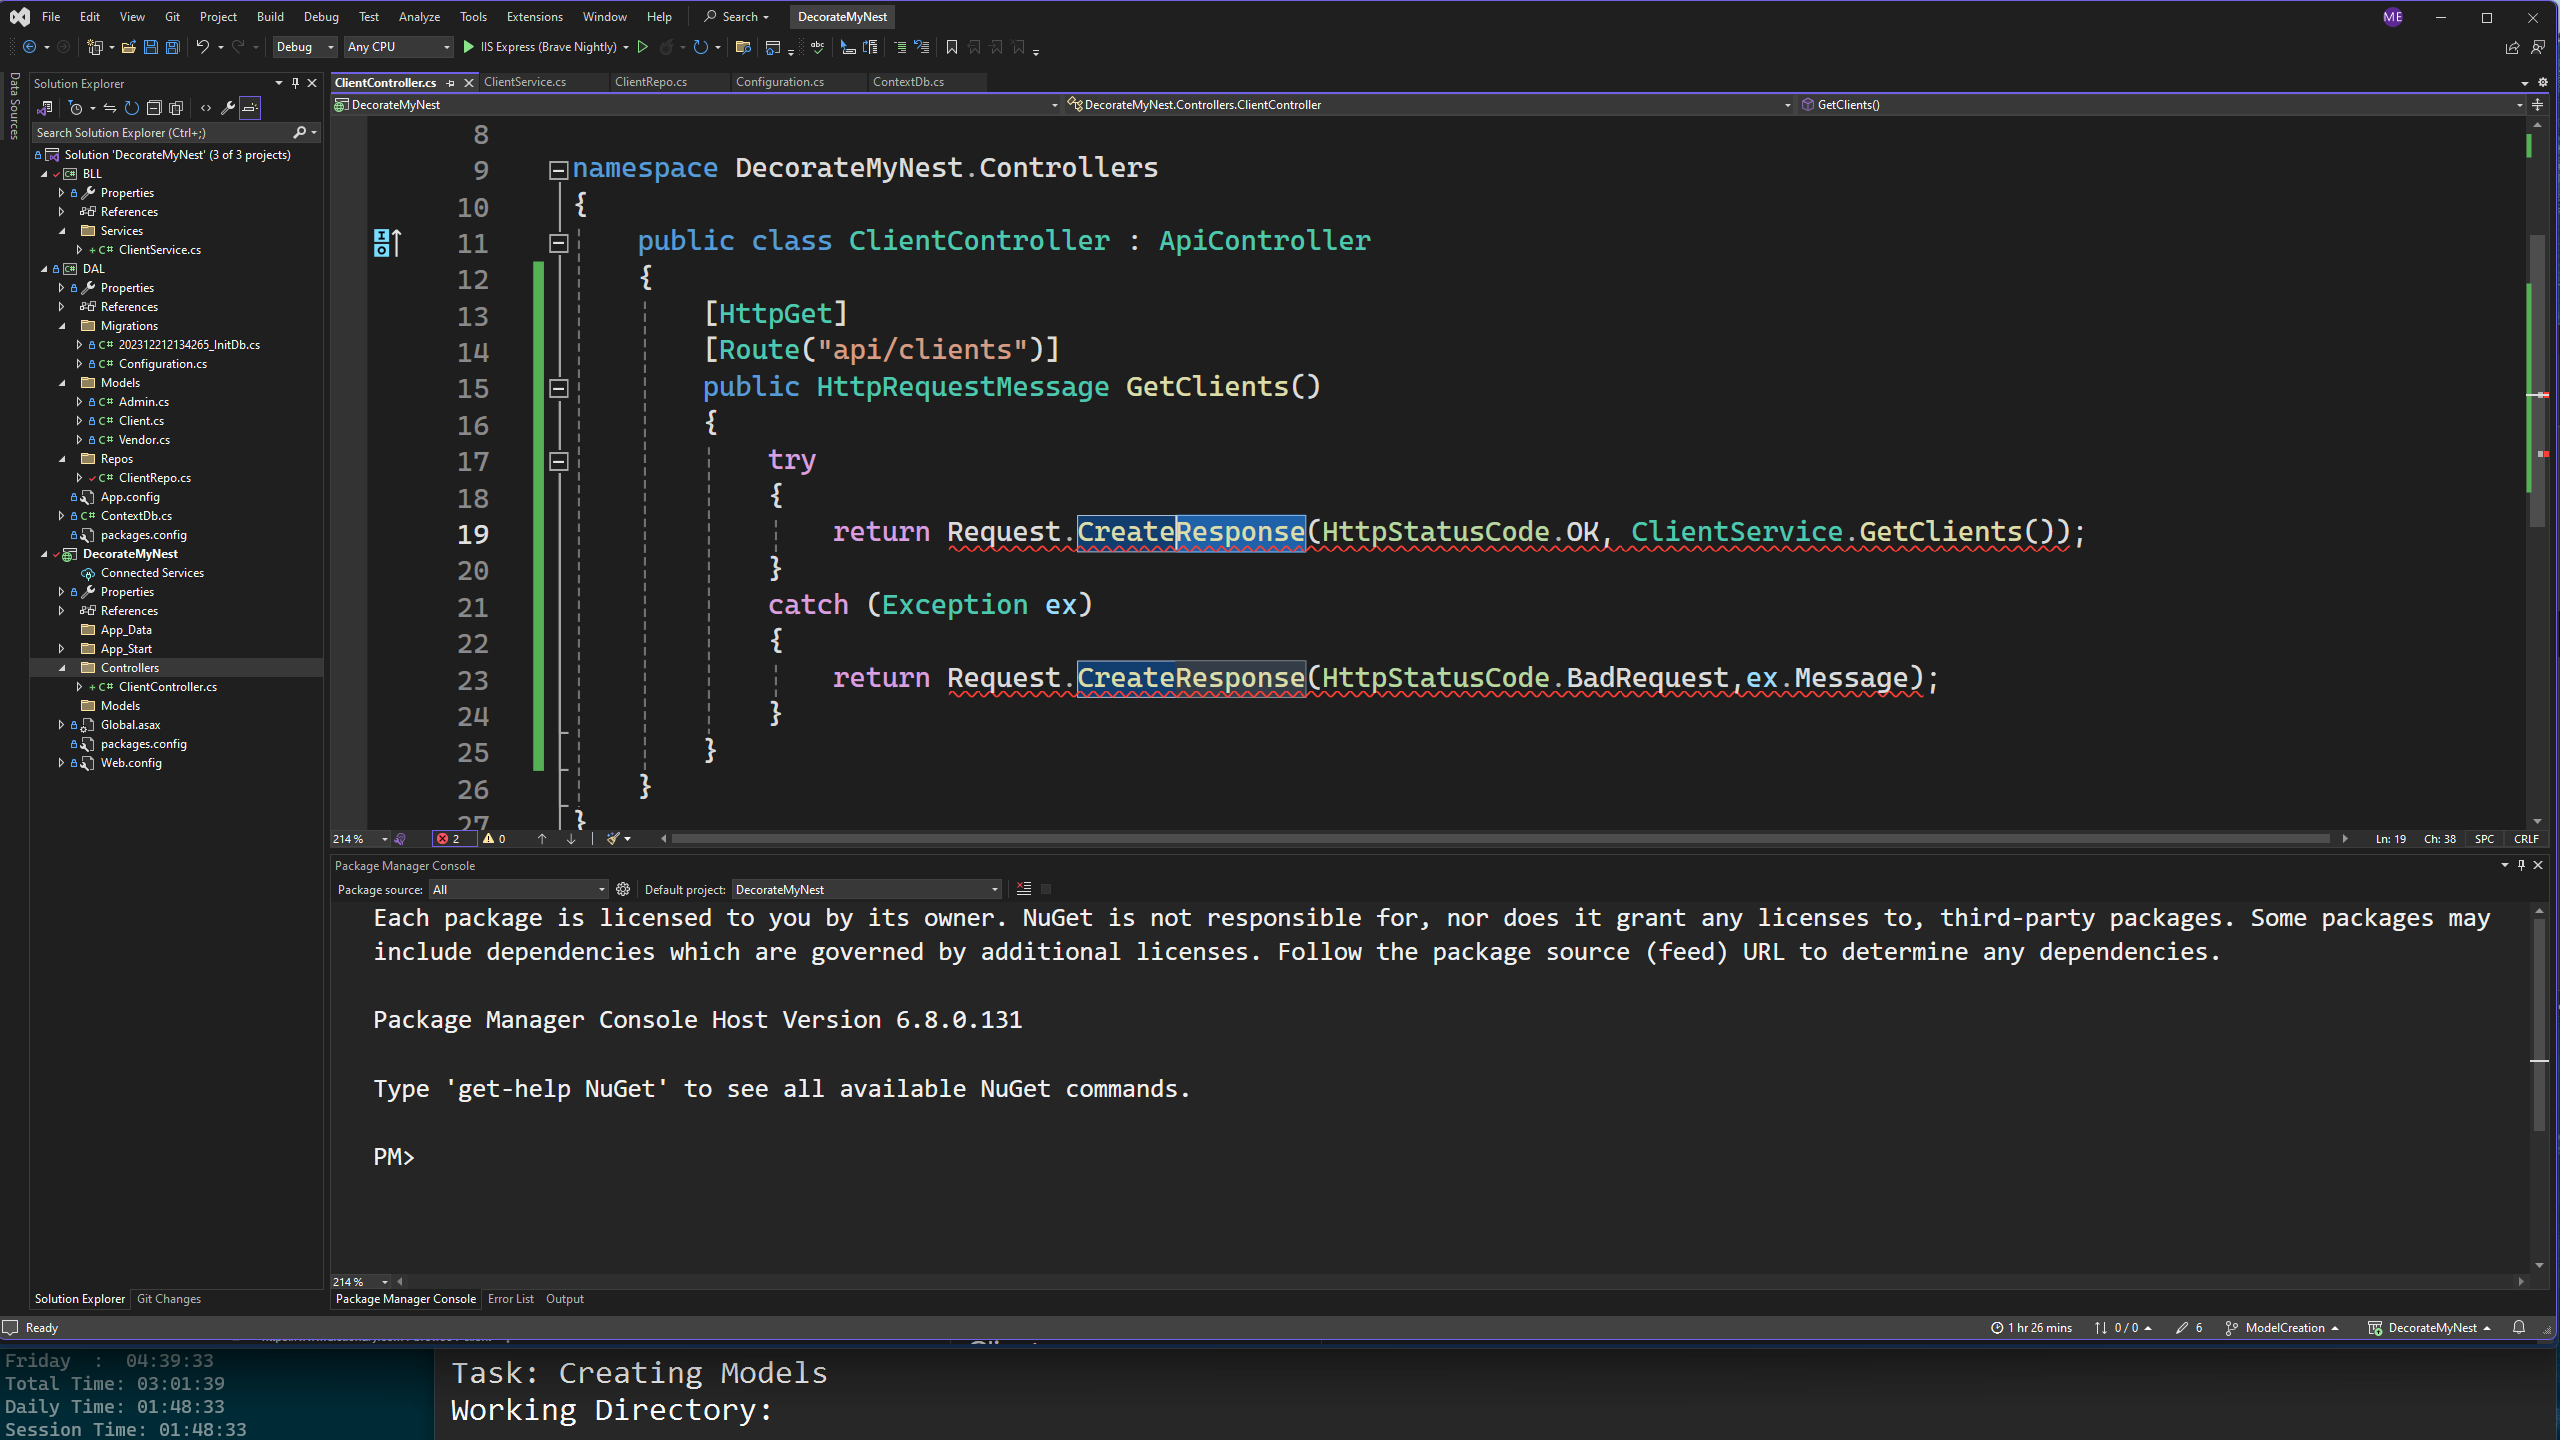 File Edit View Git Project Build Debug Test Analyze Tools Extensions Window Help Search DecorateMyNest ME
Debug Any CPU IIS Express (Brave Nightly)
Data Sources
Solution Explorer
Search Solution Explorer (Ctrl+;)
Solution 'DecorateMyNest' (3 of 3 projects)
BLL
Properties
References
Services
C# ClientService.cs
DAL
Properties
References
Migrations
C# 202312212134265_InitDb.cs
C# Configuration.cs
Models
C# Admin.cs
C# Client.cs
C# Vendor.cs
Repos
C# ClientRepo.cs
App.config
C# ContextDb.cs
packages.config
DecorateMyNest
Connected Services
Properties
References
App_Data
App_Start
Controllers
C# ClientController.cs
Models
Global.asax
packages.config
Web.config
Solution Explorer Git Changes
ClientController.cs ClientService.cs ClientRepo.cs Configuration.cs ContextDb.cs
DecorateMyNest DecorateMyNest.Controllers.ClientController GetClients()
8
9 namespace DecorateMyNest.Controllers
10 {
11 public class ClientController : ApiController
12 {
13 [HttpGet]
14 [Route("api/clients")]
15 public HttpRequestMessage GetClients()
16 {
17 try
18 {
19 return Request.CreateResponse(HttpStatusCode.OK, ClientService.GetClients());
20 }
21 catch (Exception ex)
22 {
23 return Request.CreateResponse(HttpStatusCode.BadRequest,ex.Message);
24 }
25 }
26 }
27 }
214 % 2 0 Ln: 19 Ch: 38 SPC CRLF
Package Manager Console
Package source: All Default project: DecorateMyNest
Each package is licensed to you by its owner. NuGet is not responsible for, nor does it grant any licenses to, third-party packages. Some packages may
include dependencies which are governed by additional licenses. Follow the package source (feed) URL to determine any dependencies.
Package Manager Console Host Version 6.8.0.131
Type 'get-help NuGet' to see all available NuGet commands.
PM>
214 %
Package Manager Console Error List Output
Ready 1 hr 26 mins 0 / 0 6 ModelCreation DecorateMyNest
Friday : 04:39:33
Total Time: 03:01:39
Daily Time: 01:48:33
Session Time: 01:48:33
Task: Creating Models
Working Directory: